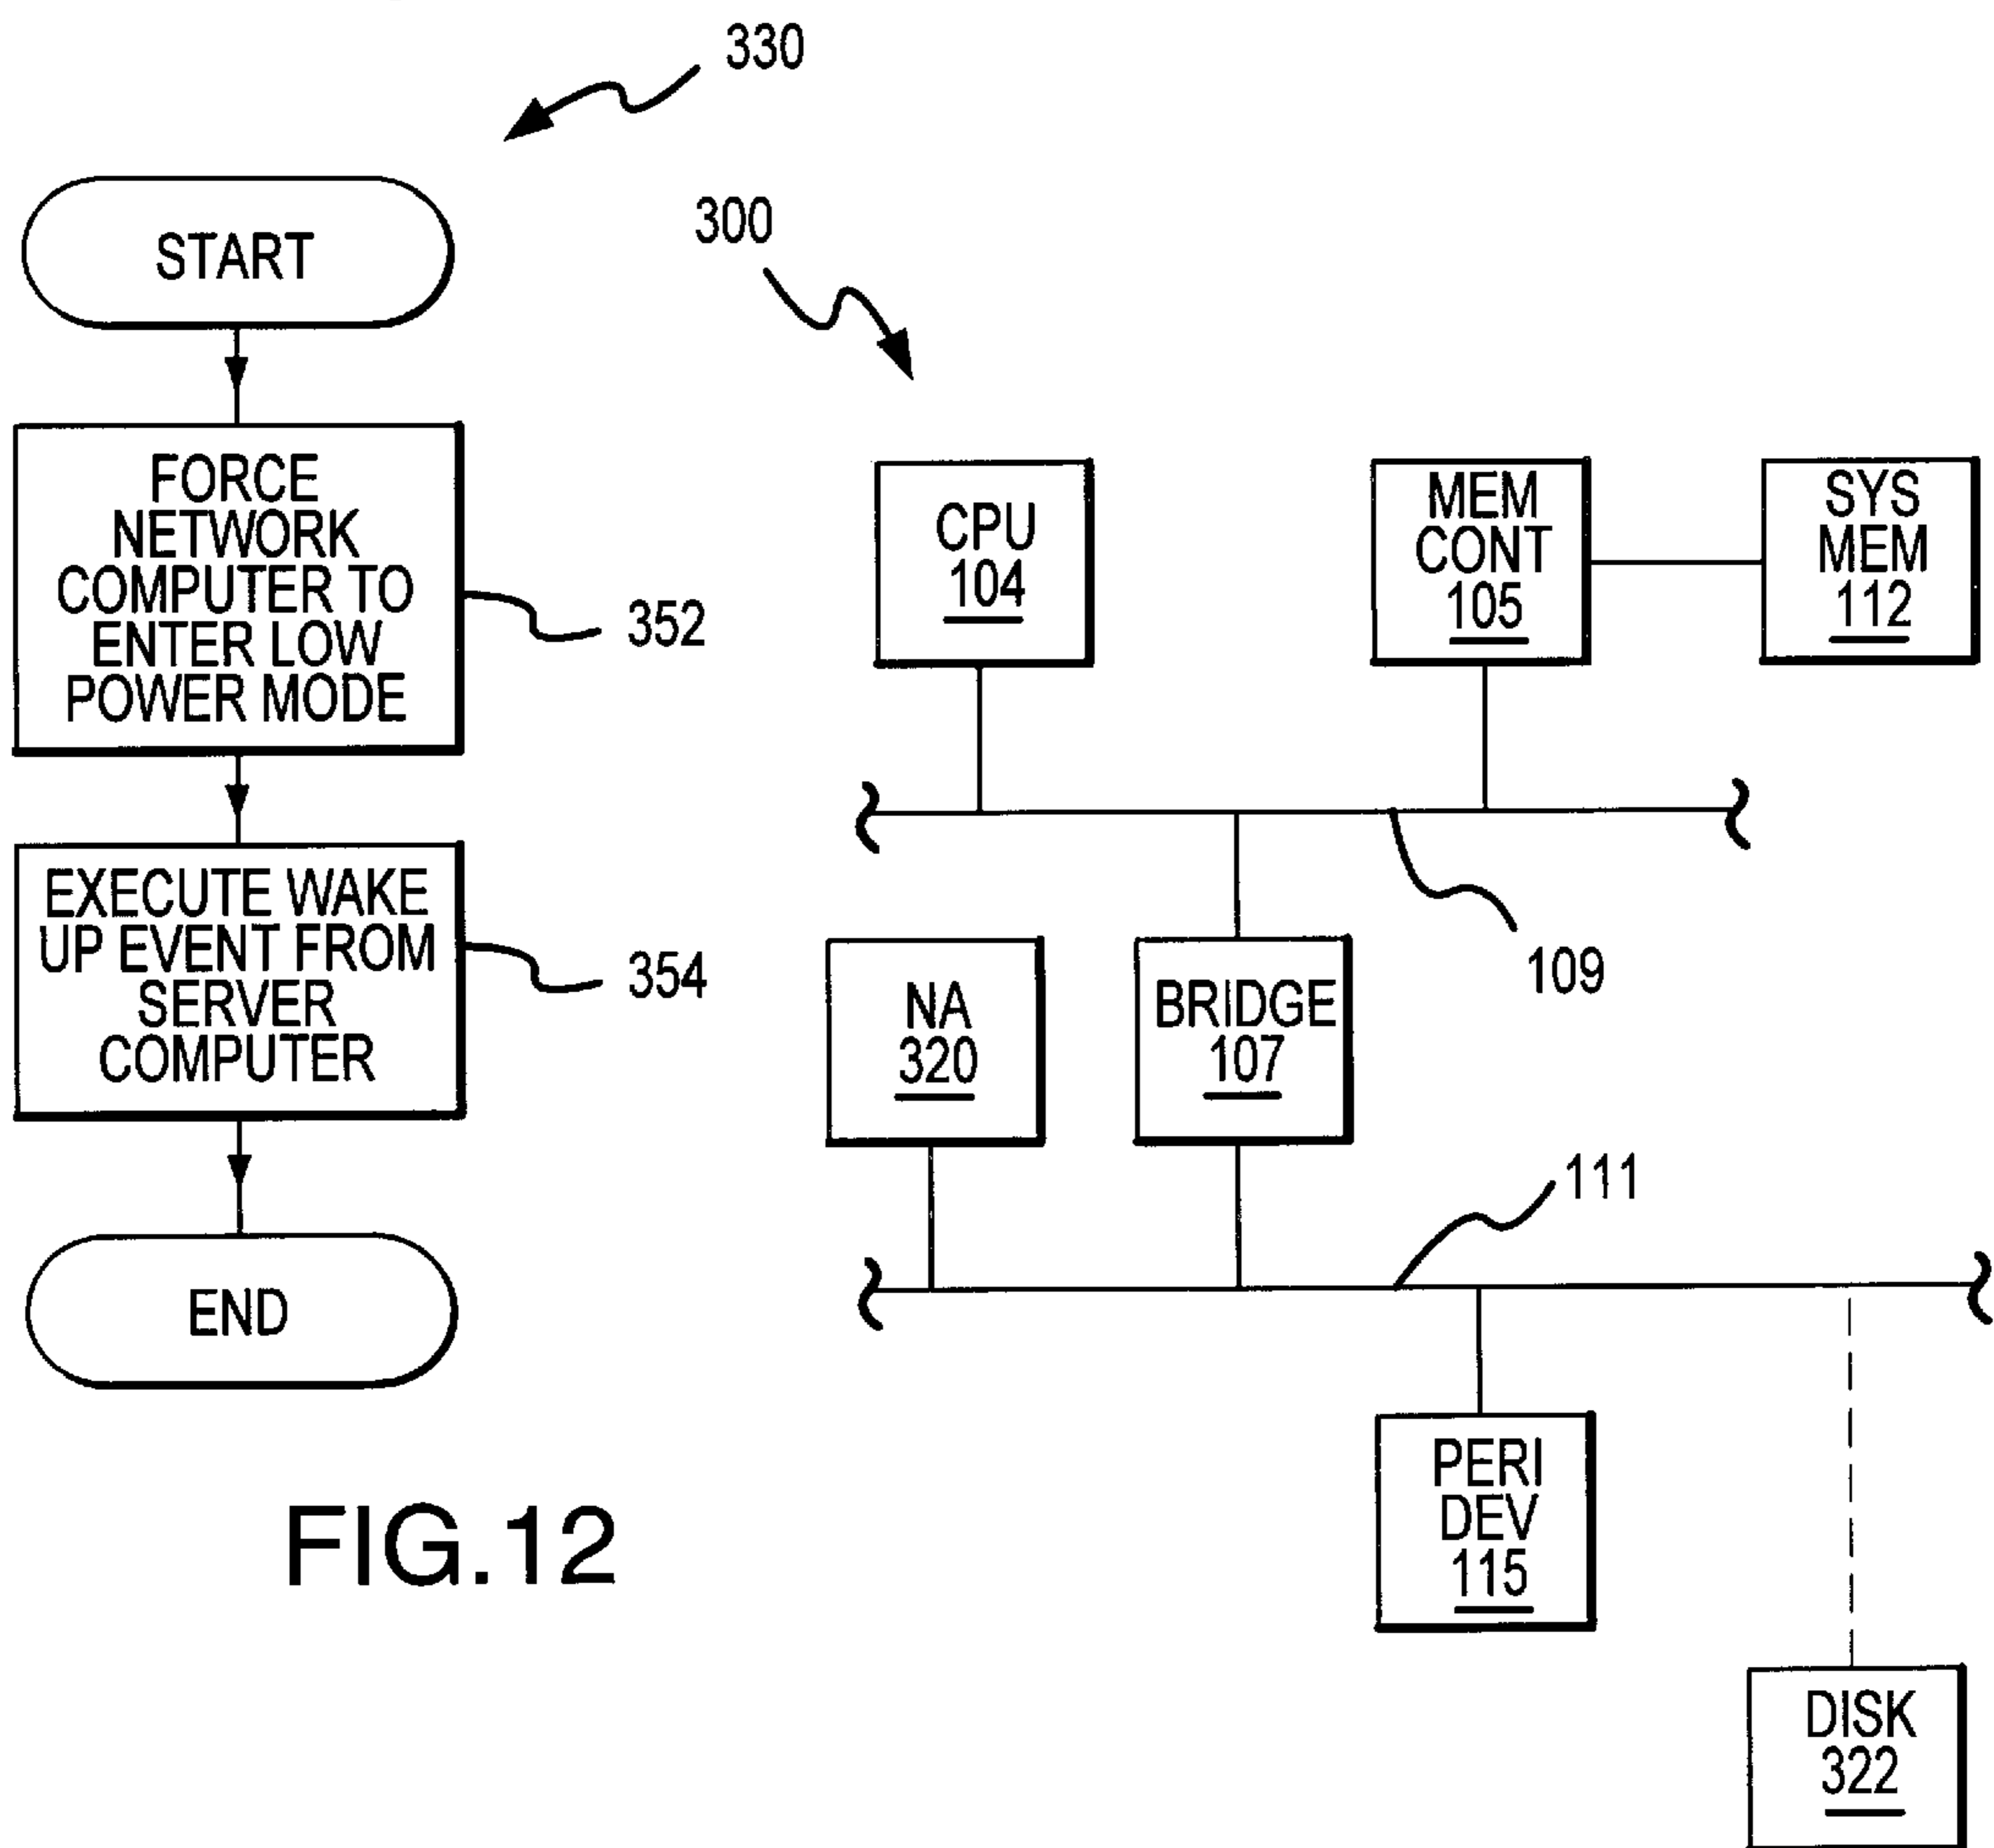 330
START
FORCE
NETWORK
COMPUTER TO
ENTER LOW
POWER MODE
352
EXECUTE WAKE
UP EVENT FROM
SERVER
COMPUTER
354
END
FIG.12
300
CPU
104
MEM
CONT
105
SYS
MEM
112
109
NA
320
BRIDGE
107
111
PERI
DEV
115
DISK
322